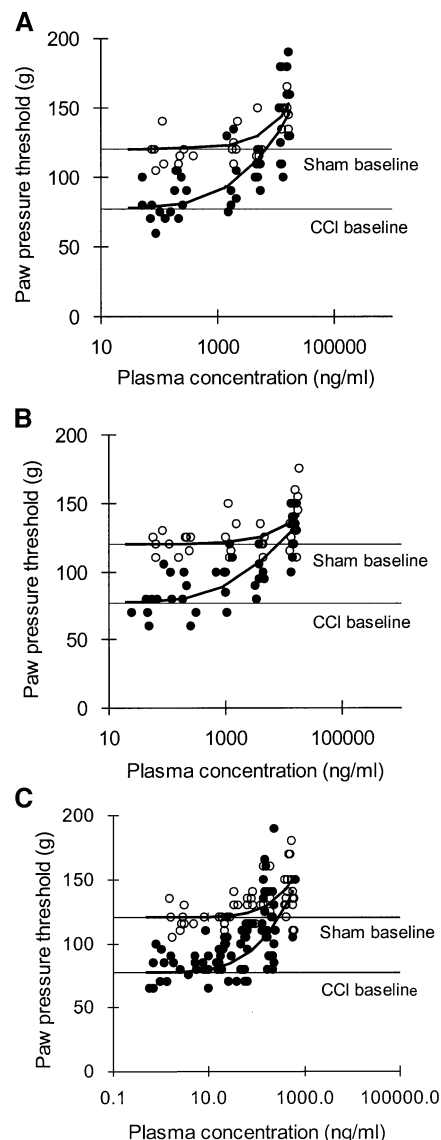 A
200
150
100
50
0
Paw pressure threshold (g)
Sham baseline
CCI baseline
10
1000
100000
Plasma concentration (ng/ml)
B
200
150
100
50
0
Paw pressure threshold (g)
Sham baseline
CCI baseline
10
1000
100000
Plasma concentration (ng/ml)
C
200
150
100
50
0
Paw pressure threshold (g)
Sham baseline
CCI baseline
0.1
10.0
1000.0
100000.0
Plasma concentration (ng/ml)